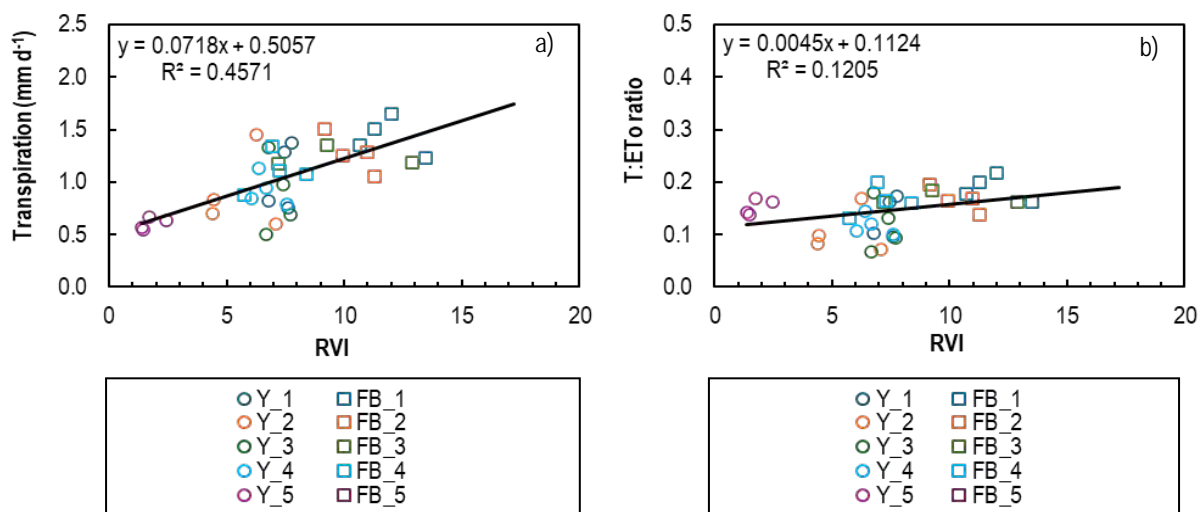 y = 0.0718x + 0.5057
R² = 0.4571
a)
2.5
2.0
1.5
1.0
0.5
0.0
Transpiration (mm d⁻¹)
0
5
10
15
20
RVI
Y_1
FB_1
Y_2
FB_2
Y_3
FB_3
Y_4
FB_4
Y_5
FB_5
y = 0.0045x + 0.1124
R² = 0.1205
b)
0.5
0.4
0.3
0.2
0.1
0.0
T:ETo ratio
0
5
10
15
20
RVI
Y_1
FB_1
Y_2
FB_2
Y_3
FB_3
Y_4
FB_4
Y_5
FB_5